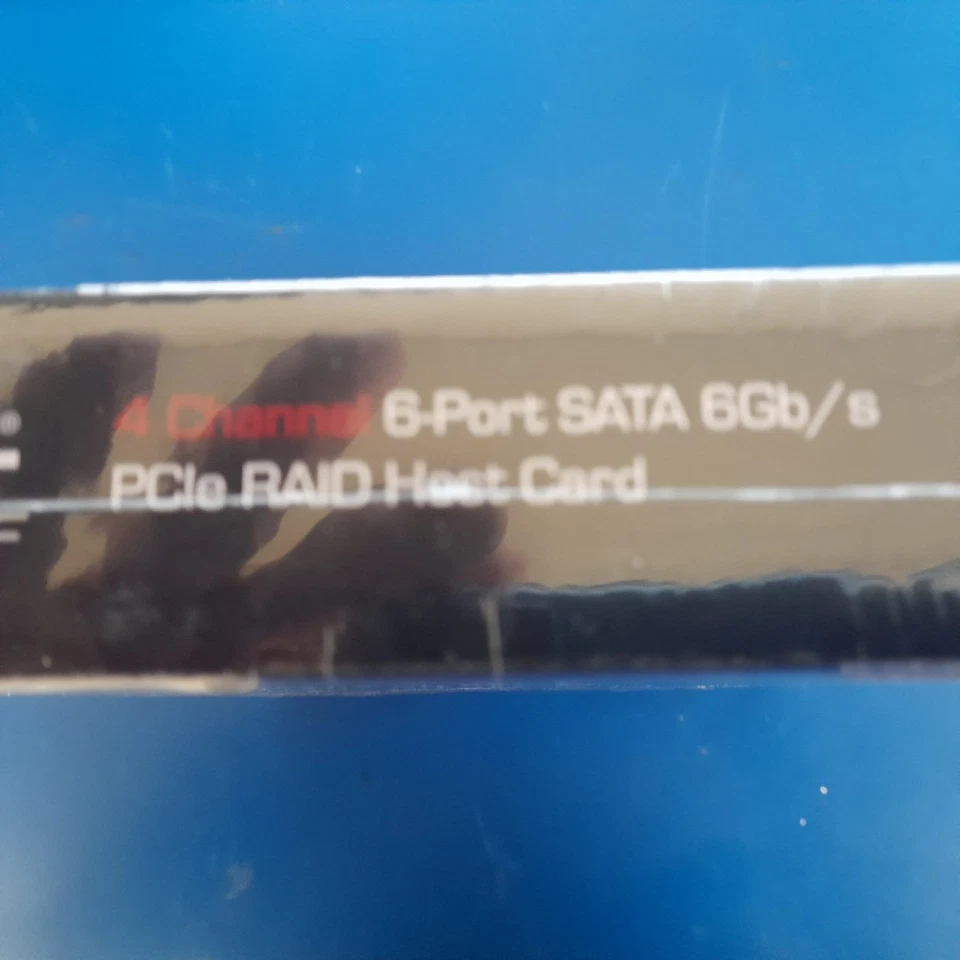 4 Channel 6-Port SATA 6Gb/s
PCIe RAID Host Card